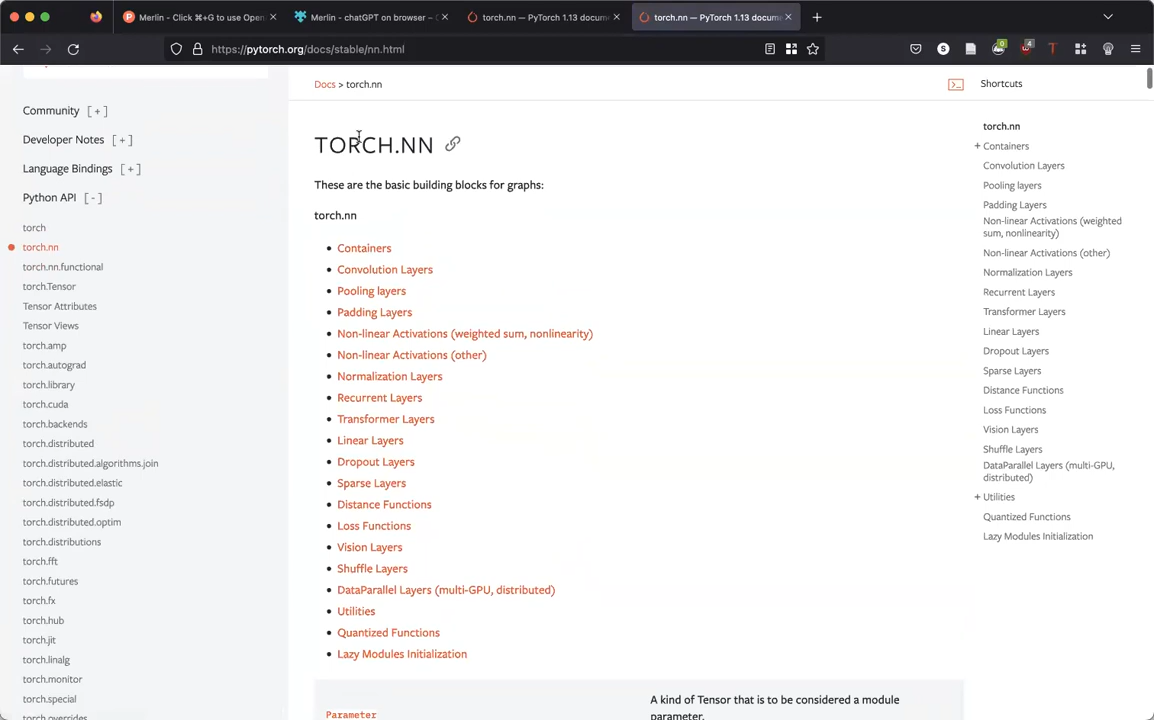 Merlin - Click ⌘+G to use Open.
Merlin - chatGPT on browser – C
torch.nn — PyTorch 1.13 docume
torch.nn — PyTorch 1.13 docume
https://pytorch.org/docs/stable/nn.html
0
4
Community [ + ]
Developer Notes [ + ]
Language Bindings [ + ]
Python API [ - ]
torch
torch.nn
torch.nn.functional
torch.Tensor
Tensor Attributes
Tensor Views
torch.amp
torch.autograd
torch.library
torch.cuda
torch.backends
torch.distributed
torch.distributed.algorithms.join
torch.distributed.elastic
torch.distributed.fsdp
torch.distributed.optim
torch.distributions
torch.fft
torch.futures
torch.fx
torch.hub
torch.jit
torch.linalg
torch.monitor
torch.special
torch.overrides
Docs > torch.nn
TORCH.NN
These are the basic building blocks for graphs:
torch.nn
Containers
Convolution Layers
Pooling layers
Padding Layers
Non-linear Activations (weighted sum, nonlinearity)
Non-linear Activations (other)
Normalization Layers
Recurrent Layers
Transformer Layers
Linear Layers
Dropout Layers
Sparse Layers
Distance Functions
Loss Functions
Vision Layers
Shuffle Layers
DataParallel Layers (multi-GPU, distributed)
Utilities
Quantized Functions
Lazy Modules Initialization
Parameter
A kind of Tensor that is to be considered a module
parameter.
Shortcuts
torch.nn
+ Containers
Convolution Layers
Pooling layers
Padding Layers
Non-linear Activations (weighted
sum, nonlinearity)
Non-linear Activations (other)
Normalization Layers
Recurrent Layers
Transformer Layers
Linear Layers
Dropout Layers
Sparse Layers
Distance Functions
Loss Functions
Vision Layers
Shuffle Layers
DataParallel Layers (multi-GPU,
distributed)
+ Utilities
Quantized Functions
Lazy Modules Initialization